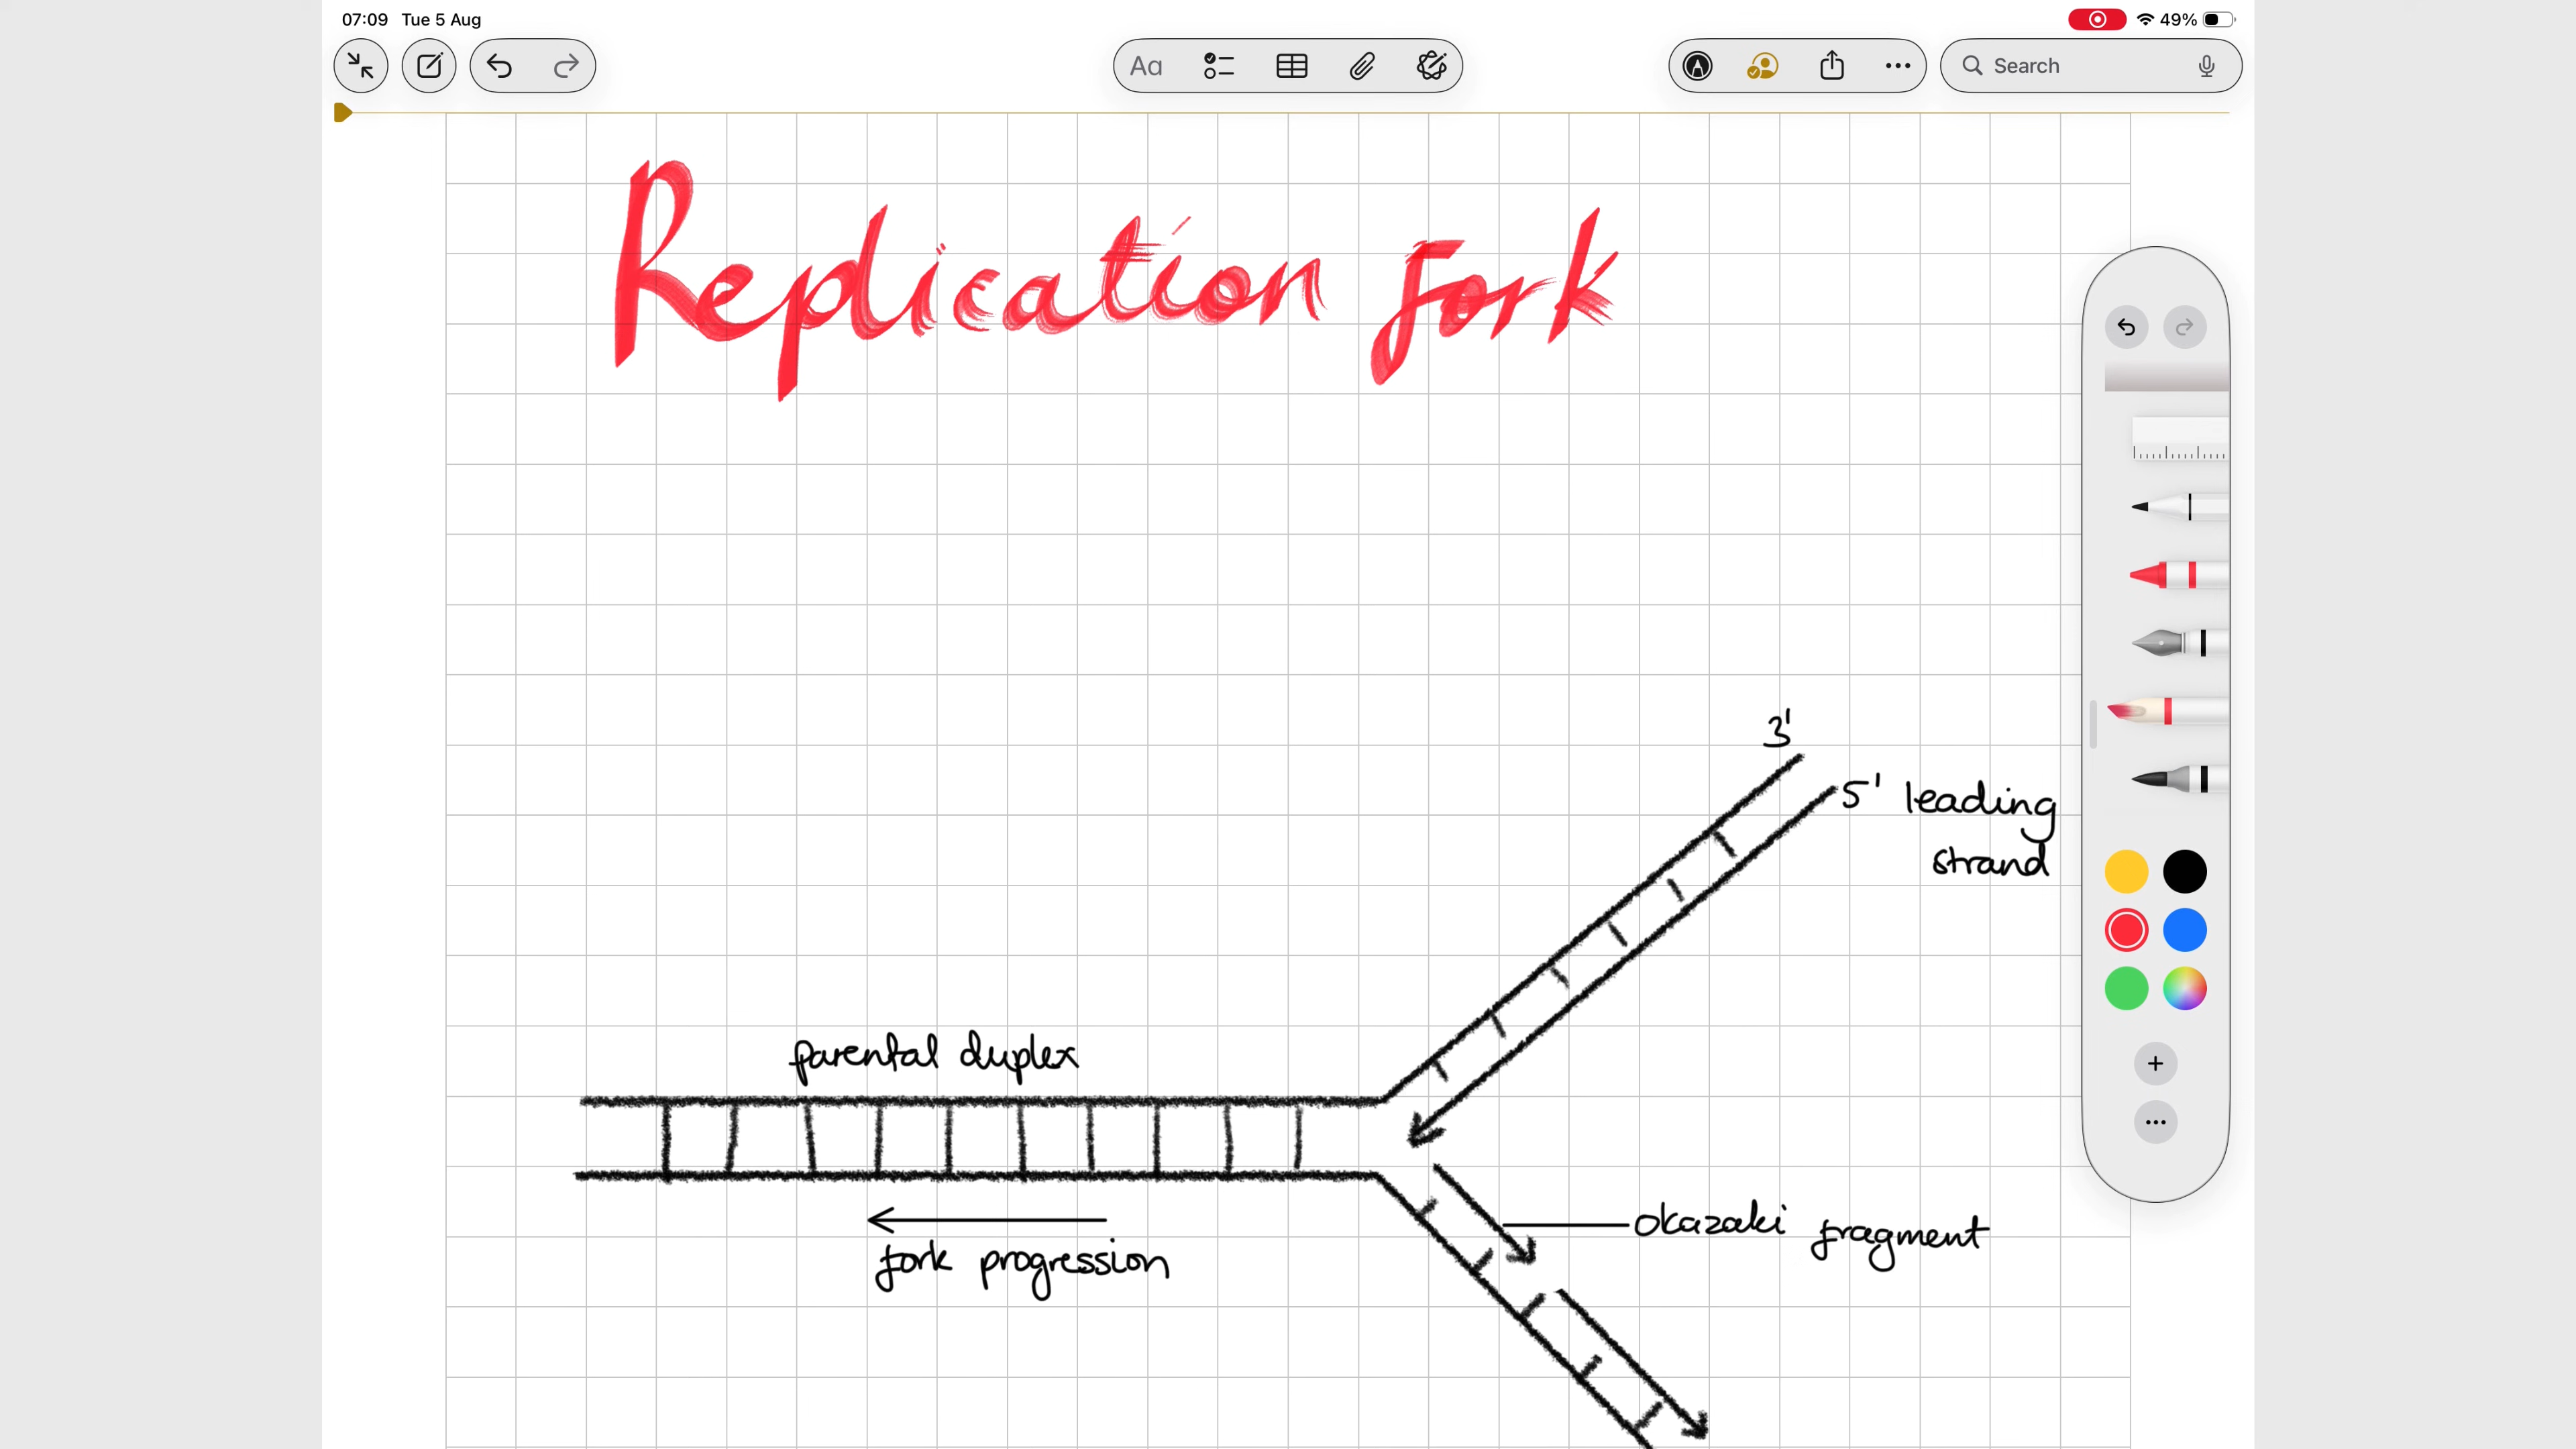 07:09 Tue 5 Aug
49%
Aa
Search
Replication fork
3'
5' leading
strand
parental duplex
okazaki fragment
fork progression